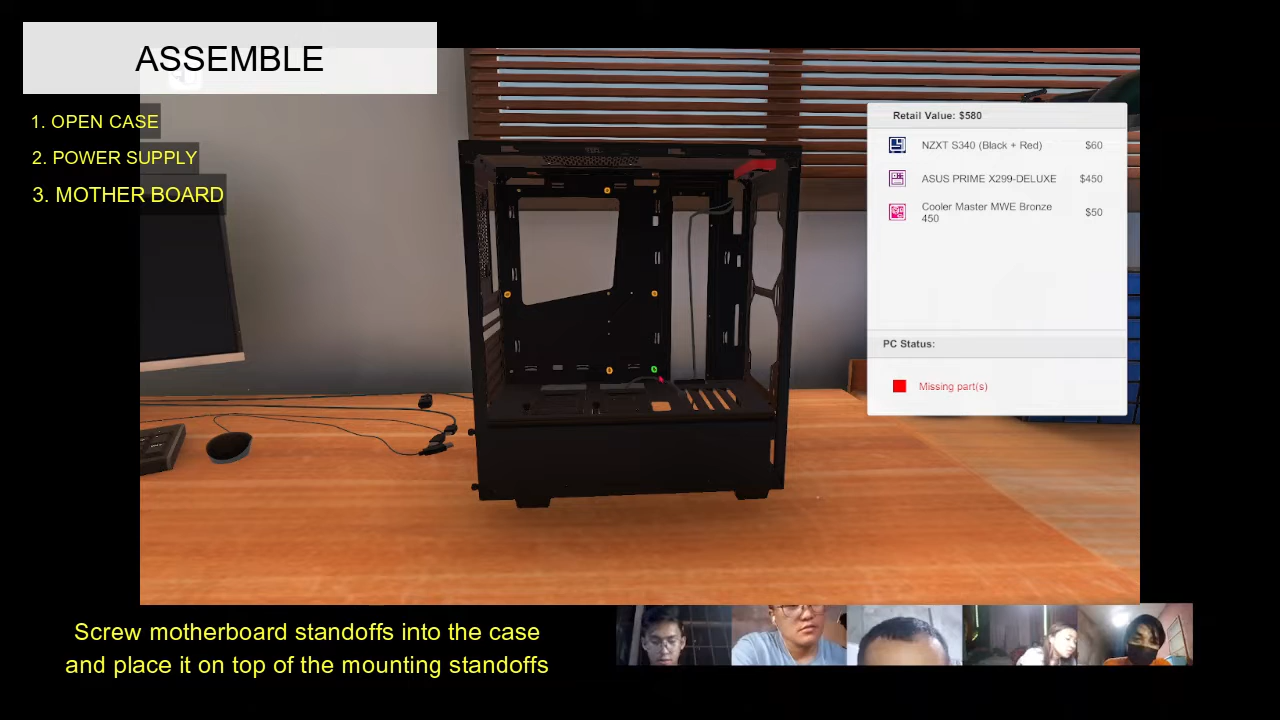 ASSEMBLE
1. OPEN CASE
2. POWER SUPPLY
3. MOTHER BOARD
Retail Value: $580
NZXT S340 (Black + Red) $60
ASUS PRIME X299-DELUXE $450
Cooler Master MWE Bronze
450 $50
PC Status:
Missing part(s)
Screw motherboard standoffs into the case
and place it on top of the mounting standoffs